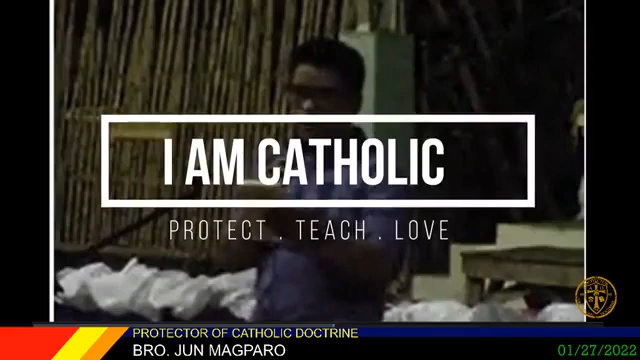 I AM CATHOLIC
PROTECT . TEACH . LOVE
PROTECTOR OF CATHOLIC DOCTRINE
BRO. JUN MAGPARO
01/27/2022